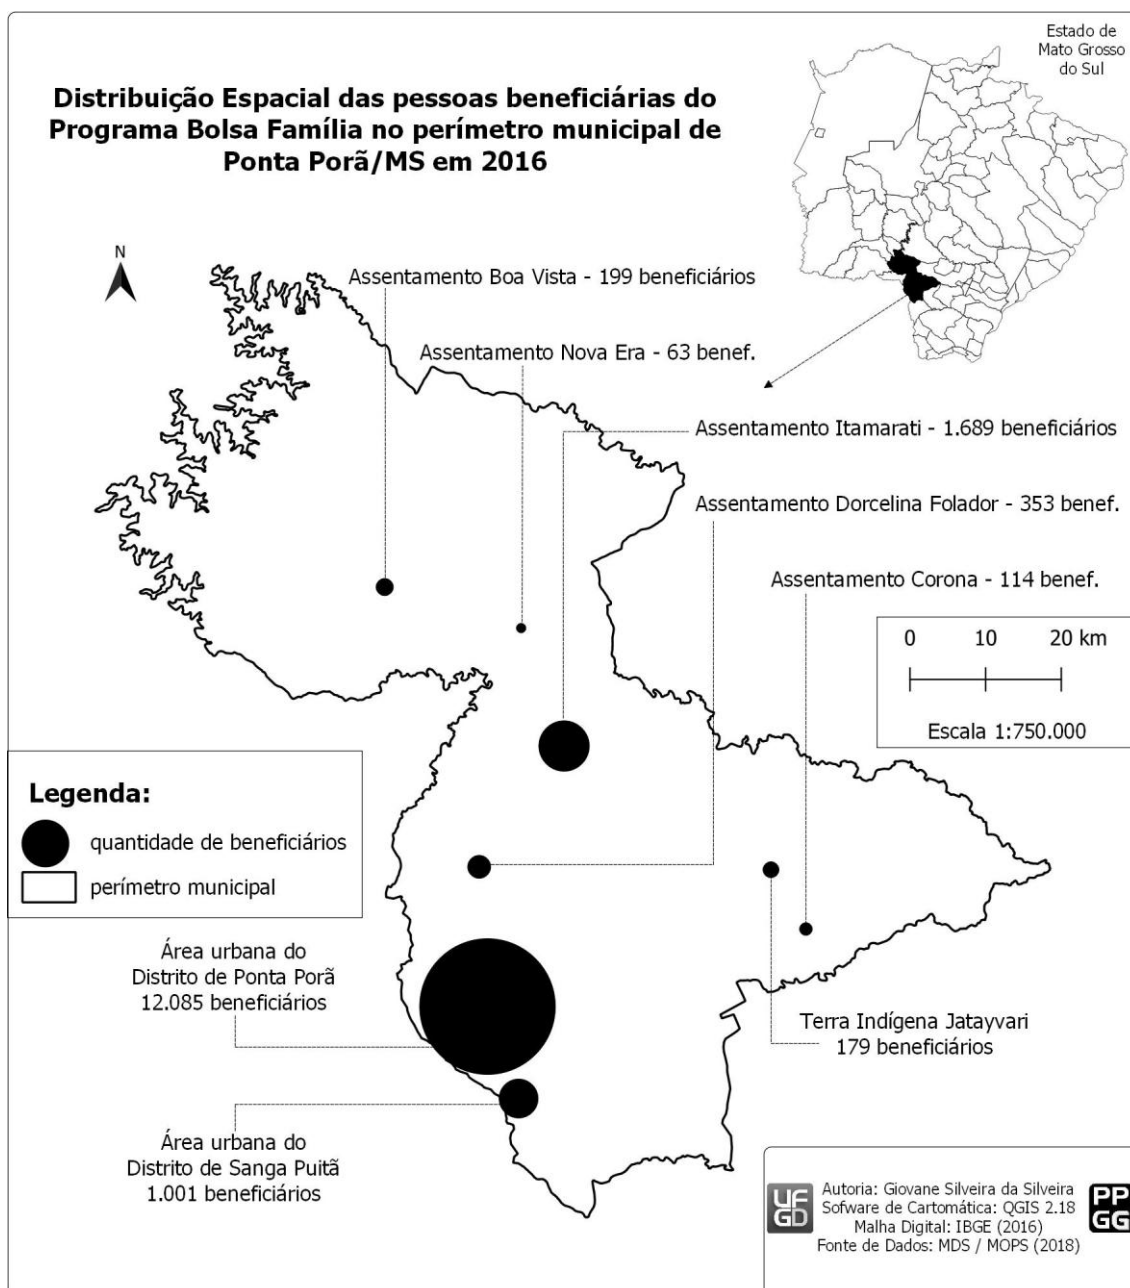 Estado de
Mato Grosso
do Sul
Distribuição Espacial das pessoas beneficiárias do
Programa Bolsa Família no perímetro municipal de
Ponta Porã/MS em 2016
N
Assentamento Boa Vista - 199 beneficiários
Assentamento Nova Era - 63 benef.
Assentamento Itamarati - 1.689 beneficiários
Assentamento Dorcelina Folador - 353 benef.
Assentamento Corona - 114 benef.
0 10 20 km
Escala 1:750.000
Legenda:
quantidade de beneficiários
perímetro municipal
Área urbana do
Distrito de Ponta Porã
12.085 beneficiários
Terra Indígena Jatayvari
179 beneficiários
Área urbana do
Distrito de Sanga Puitã
1.001 beneficiários
UF
GD
Autoria: Giovane Silveira da Silveira
Sofware de Cartomática: QGIS 2.18
Malha Digital: IBGE (2016)
Fonte de Dados: MDS / MOPS (2018)
PP
GG